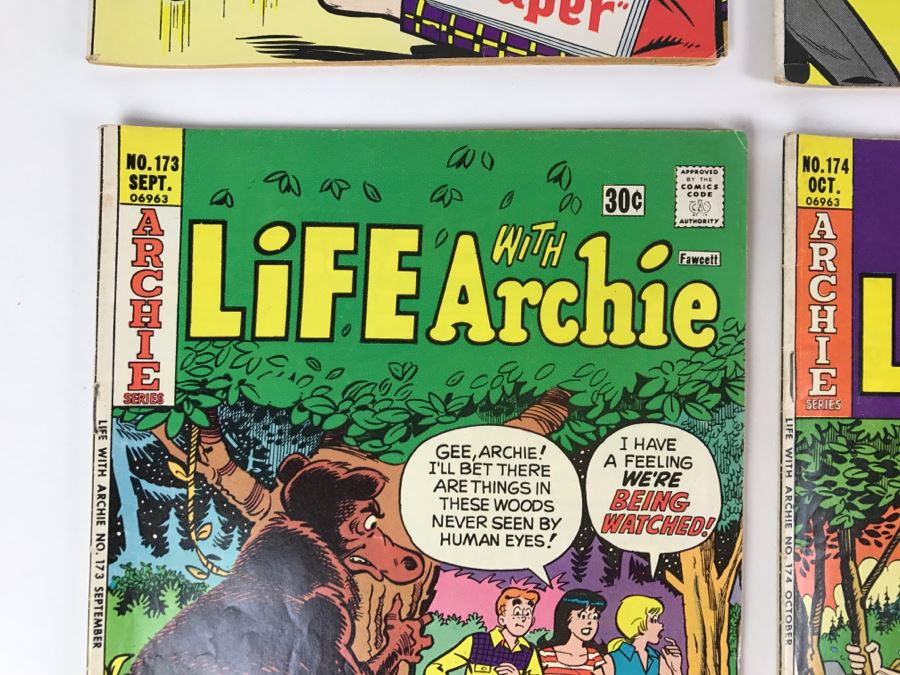 aper"
NO. 173
SEPT.
06963
ARCHIE
SERIES
LIFE WITH ARCHIE NO. 173 SEPTEMBER
30¢
APPROVED
BY THE
COMICS
CODE
CA
AUTHORITY
LiFE WiTH Archie
Fawcett
GEE, ARCHIE!
I'LL BET THERE
ARE THINGS IN
THESE WOODS
NEVER SEEN BY
HUMAN EYES!
I HAVE
A FEELING
WE'RE
BEING
WATCHED!
NO. 174
OCT.
06963
ARCHIE
SERIES
LIFE WITH ARCHIE NO. 174 OCTOBER
L